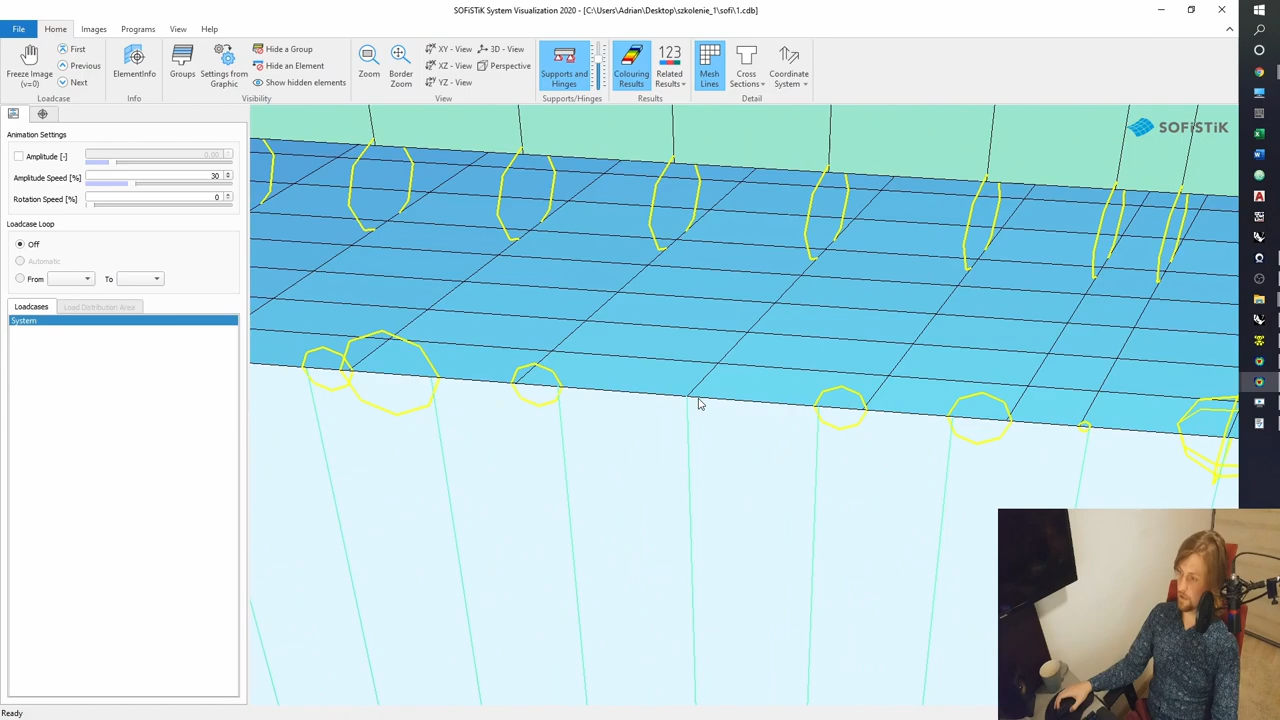 SOFiSTiK System Visualization 2020 - [C:\Users\Adrian\Desktop\szkolenie_1\sofi\1.cdb]
File Home Images Programs View Help
Freeze Image (v=0)
First
Previous
Next
Loadcase
ElementInfo
Info
Groups
Settings from Graphic
Hide a Group
Hide an Element
Show hidden elements
Visibility
Zoom
Border Zoom
XY - View
XZ - View
YZ - View
3D - View
Perspective
View
Supports and Hinges
Supports/Hinges
Colouring Results
123
Related Results
Results
Mesh Lines
Cross Sections
Coordinate System
Detail
SOFiSTiK
Animation Settings
Amplitude [-] 0.00
Amplitude Speed [%] 30
Rotation Speed [%] 0
Loadcase Loop
Off
Automatic
From To
Loadcases Load Distribution Area
System
Ready